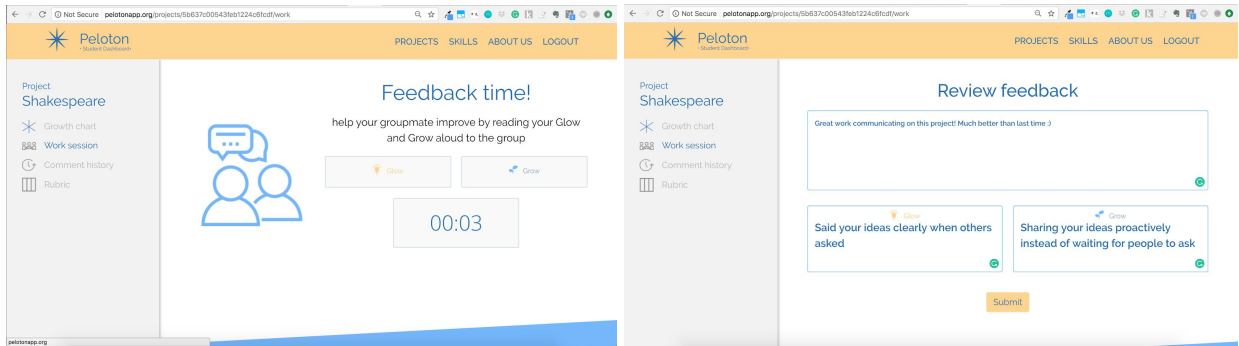 Not Secure pelotonapp.org/projects/5b637c00543feb1224c6fcdf/work
Peloton
• Student Dashboard•
PROJECTS SKILLS ABOUT US LOGOUT
Project
Shakespeare
Growth chart
Work session
Comment history
Rubric
Feedback time!
help your groupmate improve by reading your Glow
and Grow aloud to the group
Glow
Grow
00:03
pelotonapp.org
Not Secure pelotonapp.org/projects/5b637c00543feb1224c6fcdf/work
Peloton
• Student Dashboard•
PROJECTS SKILLS ABOUT US LOGOUT
Project
Shakespeare
Growth chart
Work session
Comment history
Rubric
Review feedback
Great work communicating on this project! Much better than last time :)
Glow
Said your ideas clearly when others
asked
Grow
Sharing your ideas proactively
instead of waiting for people to ask
Submit